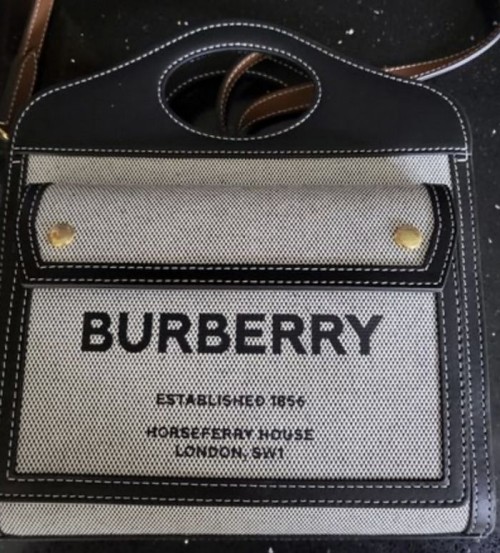 BURBERRY
ESTABLISHED 1856
HORSEFERRY HOUSE
LONDON, SW1